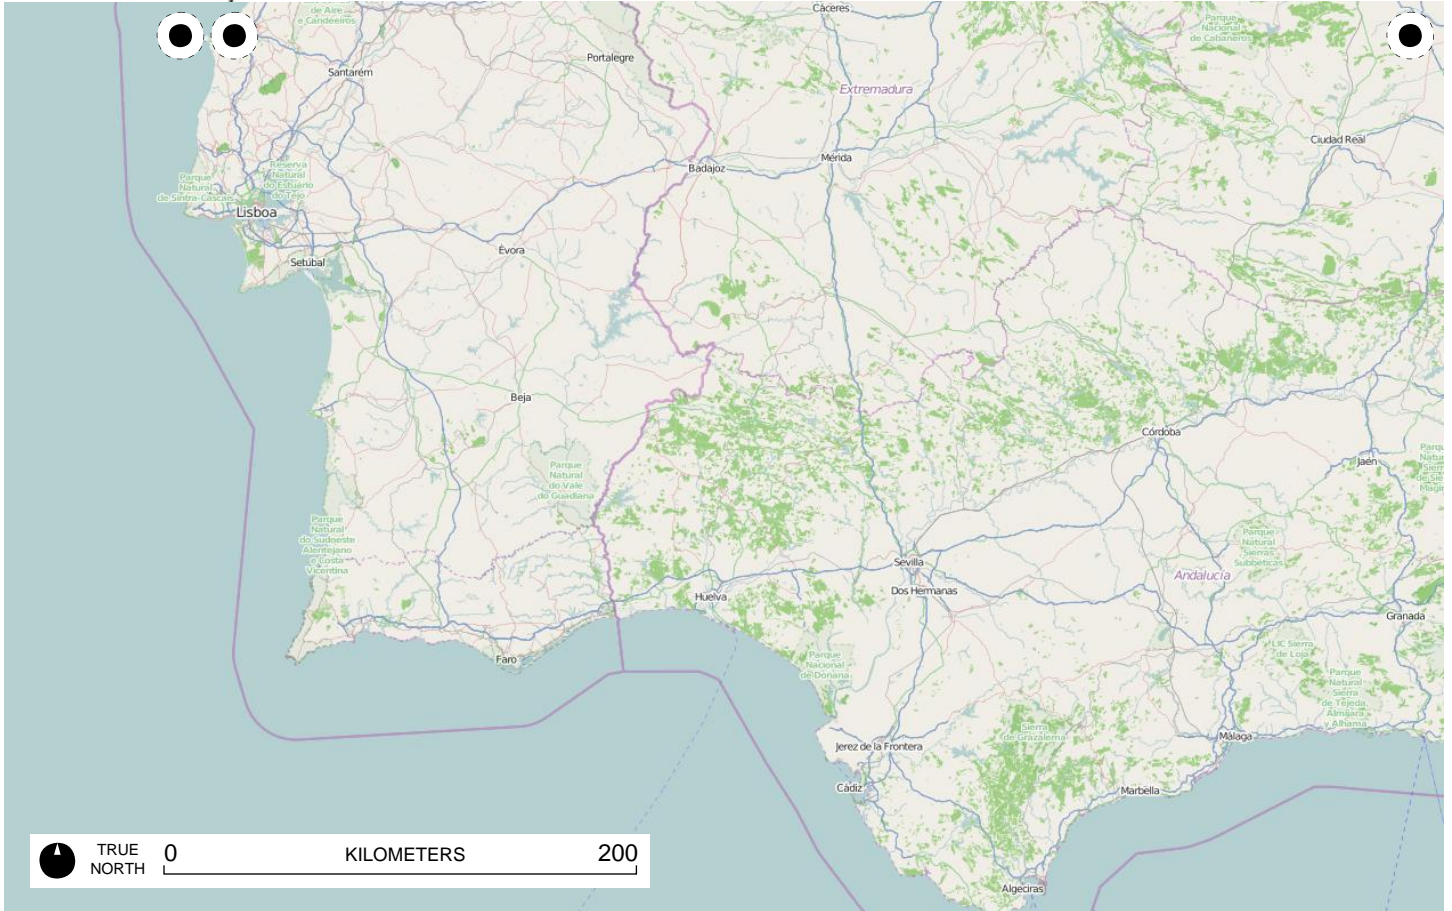 de Aire
e Candeeiros
Cáceres
Parque
Nacional
de Cabañeros
Portalegre
Santarém
Extremadura
Ciudad Real
Mérida
Badajoz
Reserva
Natural
do Estuário
do Tejo
Parque
Natural
de Sintra-Cascais
Lisboa
Évora
Setúbal
Beja
Córdoba
Jaén
Parque
Natural
do Vale
do Guadiana
Parque
Natural
do Sudoeste
Alentejano
e Costa
Vicentina
Parque
Natural
Sierras
Subbéticas
Sevilla
Andalucía
Dos Hermanas
Huelva
Granada
LIC Sierra
de Loja
Faro
Parque
Nacional
de Doñana
Parque
Natural
Sierra
de Tejeda,
Almijara
y Alhama
Sierra
de Grazalema
Málaga
Jerez de la Frontera
Cádiz
Marbella
Algeciras
TRUE
NORTH
0 KILOMETERS 200